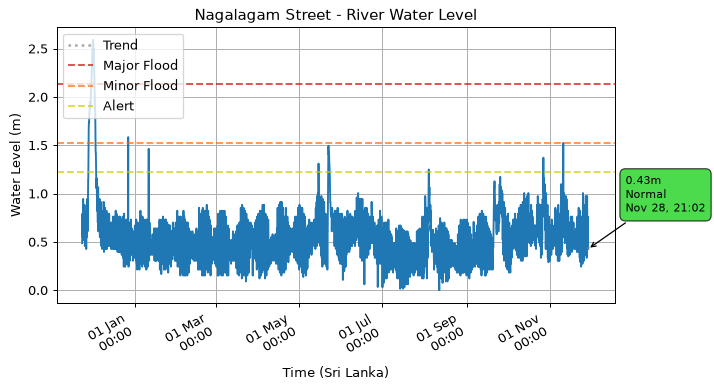 Nagalagam Street - River Water Level
Water Level (m)
2.5
2.0
1.5
1.0
0.5
0.0
Trend
Major Flood
Minor Flood
Alert
0.43m
Normal
Nov 28, 21:02
01 Jan
00:00
01 Mar
00:00
01 May
00:00
01 Jul
00:00
01 Sep
00:00
01 Nov
00:00
Time (Sri Lanka)